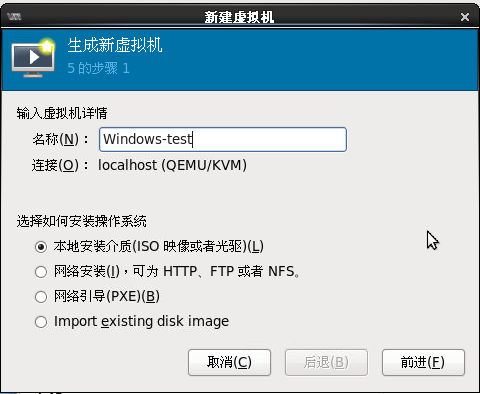 新建虚拟机
生成新虚拟机
5 的步骤 1
输入虚拟机详情
名称(N)： Windows-test
连接(O)： localhost (QEMU/KVM)
选择如何安装操作系统
本地安装介质(ISO 映像或者光驱)(L)
网络安装(I)，可为 HTTP、FTP 或者 NFS。
网络引导(PXE)(B)
Import existing disk image
取消(C) 后退(B) 前进(F)